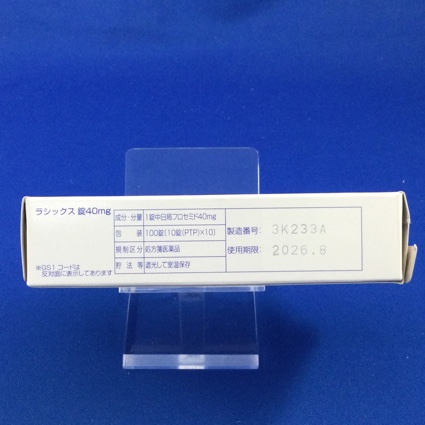 ラシックス 錠40mg
成分・分量 1錠中日局フロセミド40mg
包 装 100錠(10錠(PTP)×10)
規制区分 処方箋医薬品
貯 法 等 遮光して室温保存
製造番号: 3K233A
使用期限: 2026.8
※GS1コードは
反対面に表示してあります